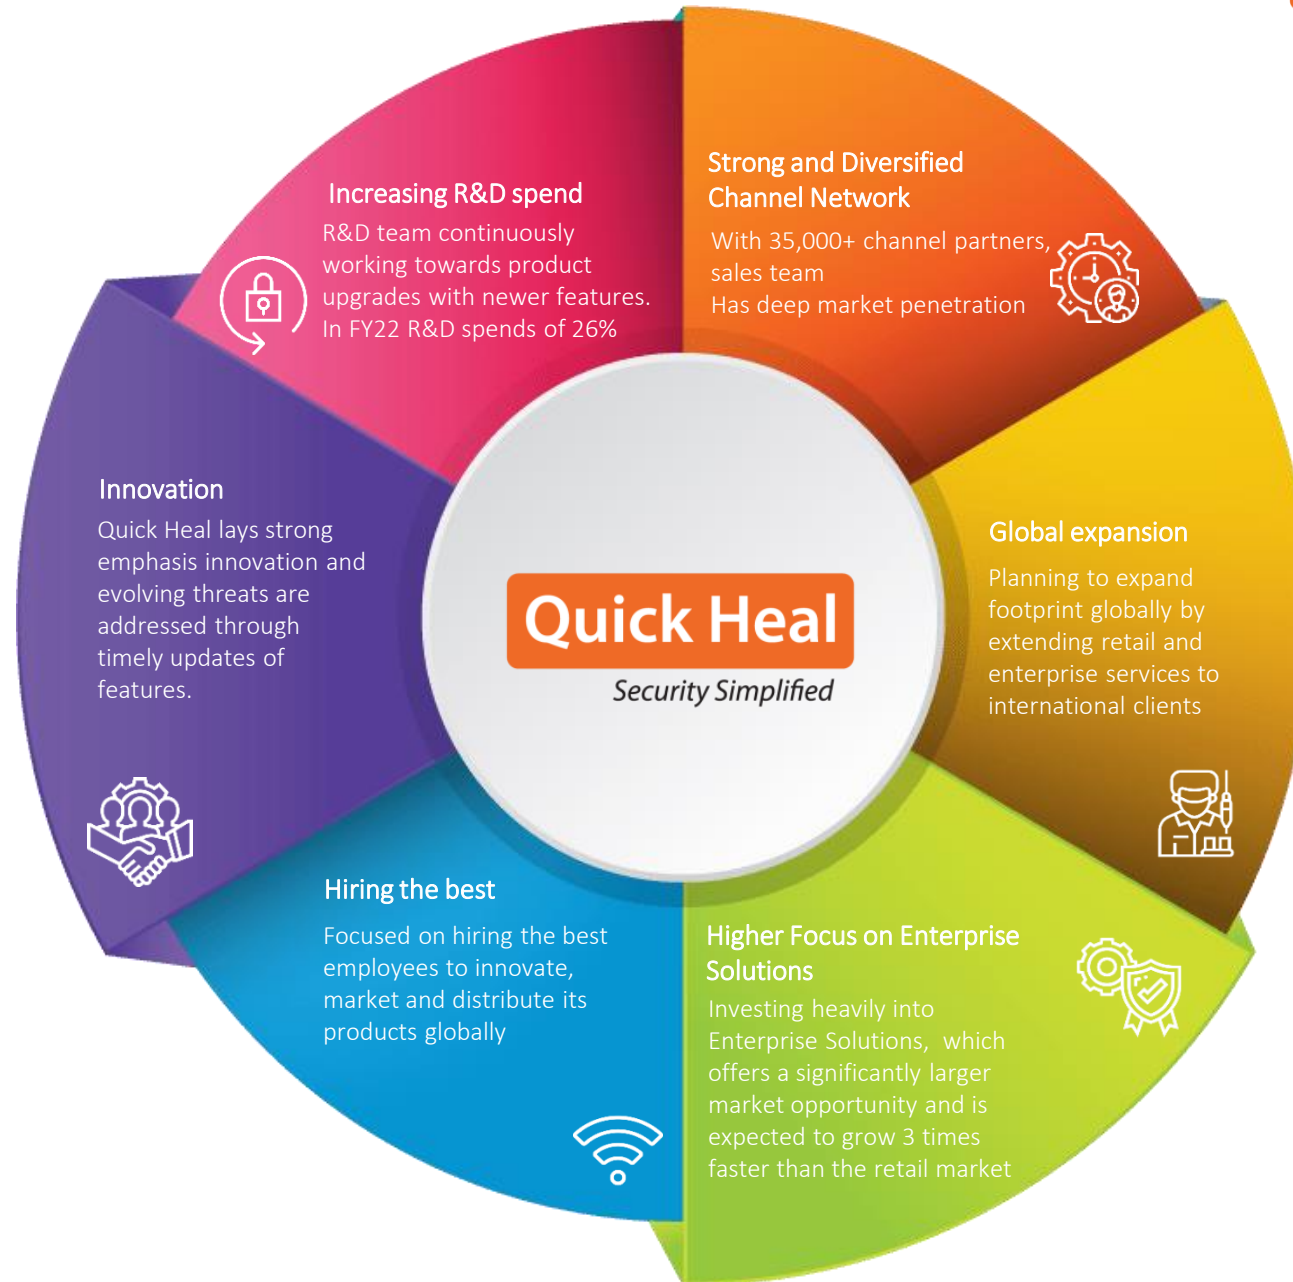 Increasing R&D spend
R&D team continuously
working towards product
upgrades with newer features.
In FY22 R&D spends of 26%
Strong and Diversified
Channel Network
With 35,000+ channel partners,
sales team
Has deep market penetration
Innovation
Quick Heal lays strong
emphasis innovation and
evolving threats are
addressed through
timely updates of
features.
Quick Heal
Security Simplified
Global expansion
Planning to expand
footprint globally by
extending retail and
enterprise services to
international clients
Hiring the best
Focused on hiring the best
employees to innovate,
market and distribute its
products globally
Higher Focus on Enterprise
Solutions
Investing heavily into
Enterprise Solutions, which
offers a significantly larger
market opportunity and is
expected to grow 3 times
faster than the retail market